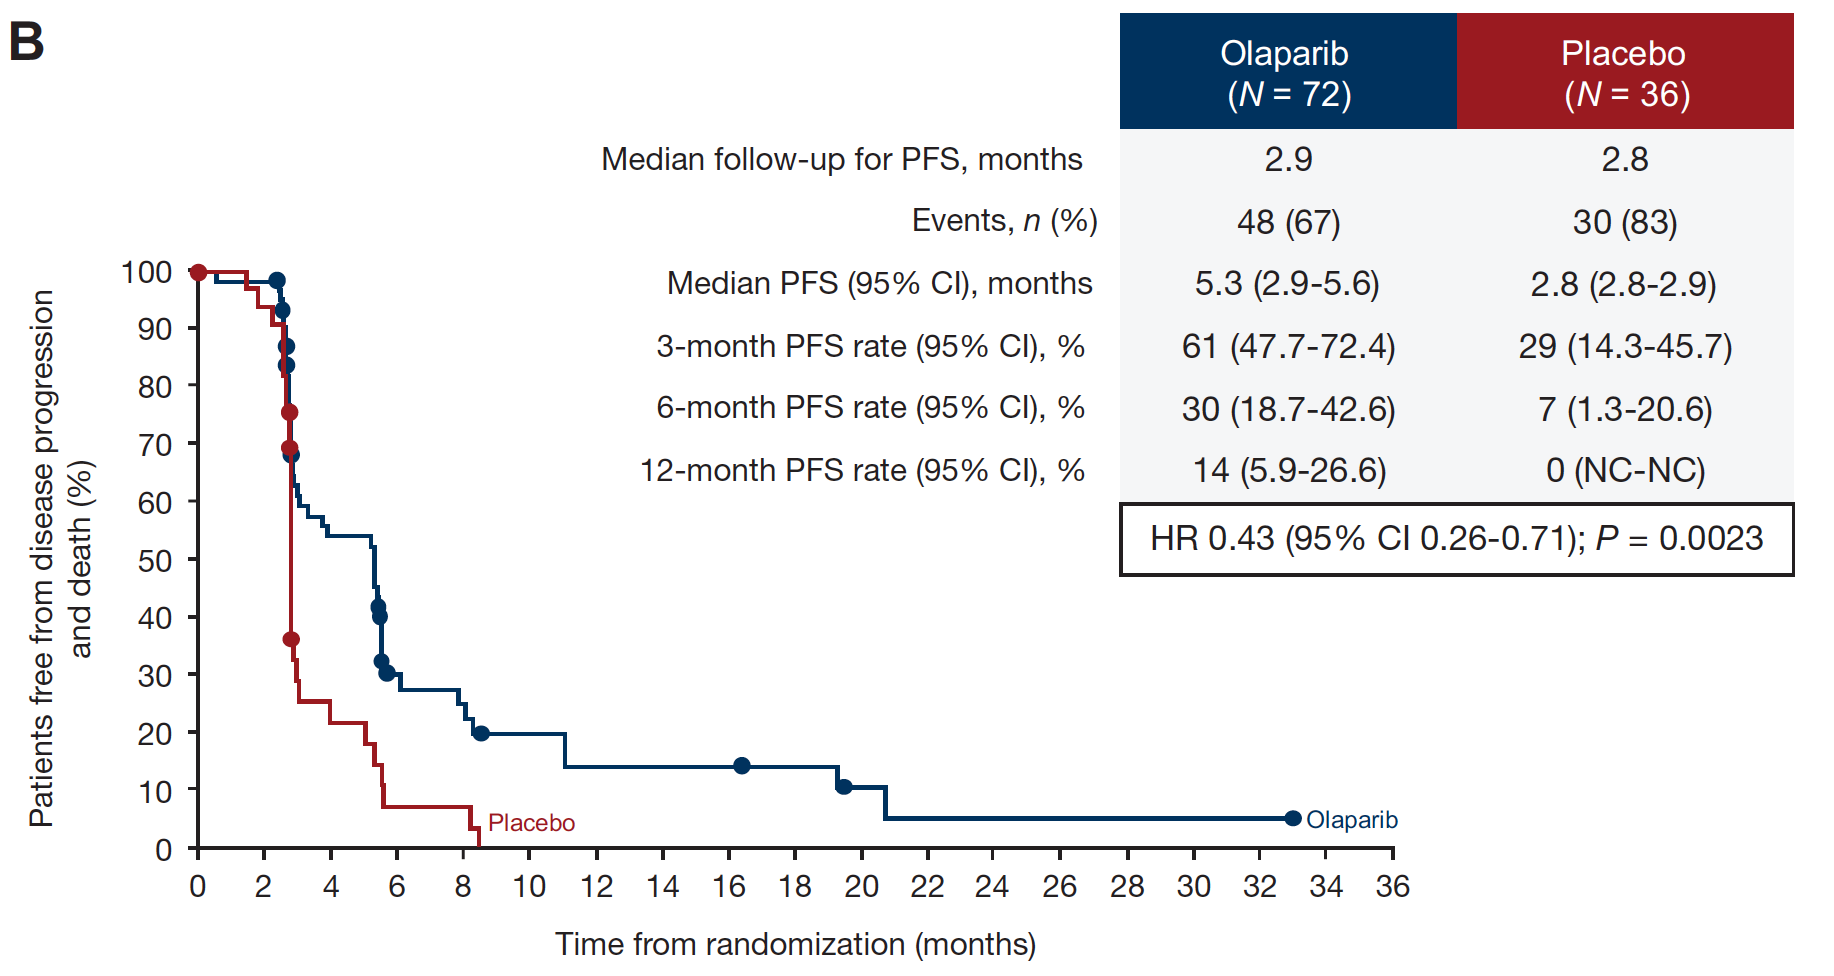 B
Olaparib Placebo
(N = 72) (N = 36)
Median follow-up for PFS, months 2.9 2.8
Events, n (%) 48 (67) 30 (83)
Median PFS (95% CI), months 5.3 (2.9-5.6) 2.8 (2.8-2.9)
3-month PFS rate (95% CI), % 61 (47.7-72.4) 29 (14.3-45.7)
6-month PFS rate (95% CI), % 30 (18.7-42.6) 7 (1.3-20.6)
12-month PFS rate (95% CI), % 14 (5.9-26.6) 0 (NC-NC)
HR 0.43 (95% CI 0.26-0.71); P = 0.0023
Patients free from disease progression
and death (%)
100
90
80
70
60
50
40
30
20
10
0
Placebo
Olaparib
0 2 4 6 8 10 12 14 16 18 20 22 24 26 28 30 32 34 36
Time from randomization (months)